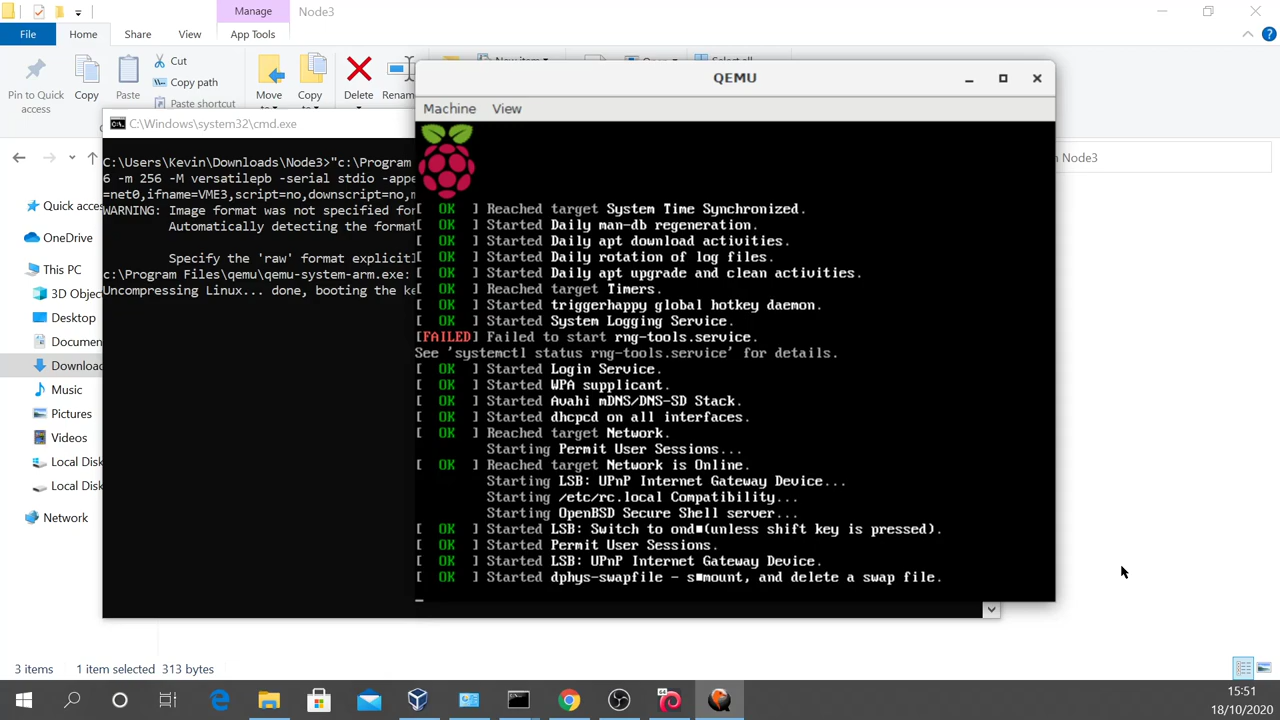 Manage
Node3
File
Home
Share
View
App Tools
Pin to Quick
access
Copy
Paste
Cut
Copy path
Paste shortcut
Move
to
Copy
to
Delete
Renam
New item
Select all
Node3
Quick acces
OneDrive
This PC
3D Objec
Desktop
Documen
Download
Music
Pictures
Videos
Local Disk
Local Disk
Network
C:\Windows\system32\cmd.exe
C:\Users\Kevin\Downloads\Node3>"c:\Program
6 -m 256 -M versatilepb -serial stdio -appe
=net0,ifname=VME3,script=no,downscript=no,m
WARNING: Image format was not specified for
Automatically detecting the format
Specify the 'raw' format explicitl
c:\Program Files\qemu\qemu-system-arm.exe:
Uncompressing Linux... done, booting the ke
QEMU
Machine View
[ OK ] Reached target System Time Synchronized.
[ OK ] Started Daily man-db regeneration.
[ OK ] Started Daily apt download activities.
[ OK ] Started Daily rotation of log files.
[ OK ] Started Daily apt upgrade and clean activities.
[ OK ] Reached target Timers.
[ OK ] Started triggerhappy global hotkey daemon.
[ OK ] Started System Logging Service.
[FAILED] Failed to start rng-tools.service.
See 'systemctl status rng-tools.service' for details.
[ OK ] Started Login Service.
[ OK ] Started WPA supplicant.
[ OK ] Started Avahi mDNS/DNS-SD Stack.
[ OK ] Started dhcpcd on all interfaces.
[ OK ] Reached target Network.
Starting Permit User Sessions...
[ OK ] Reached target Network is Online.
Starting LSB: UPnP Internet Gateway Device...
Starting /etc/rc.local Compatibility...
Starting OpenBSD Secure Shell server...
[ OK ] Started LSB: Switch to ond■(unless shift key is pressed).
[ OK ] Started Permit User Sessions.
[ OK ] Started LSB: UPnP Internet Gateway Device.
[ OK ] Started dphys-swapfile - s■mount, and delete a swap file.
3 items
1 item selected 313 bytes
64
15:51
18/10/2020